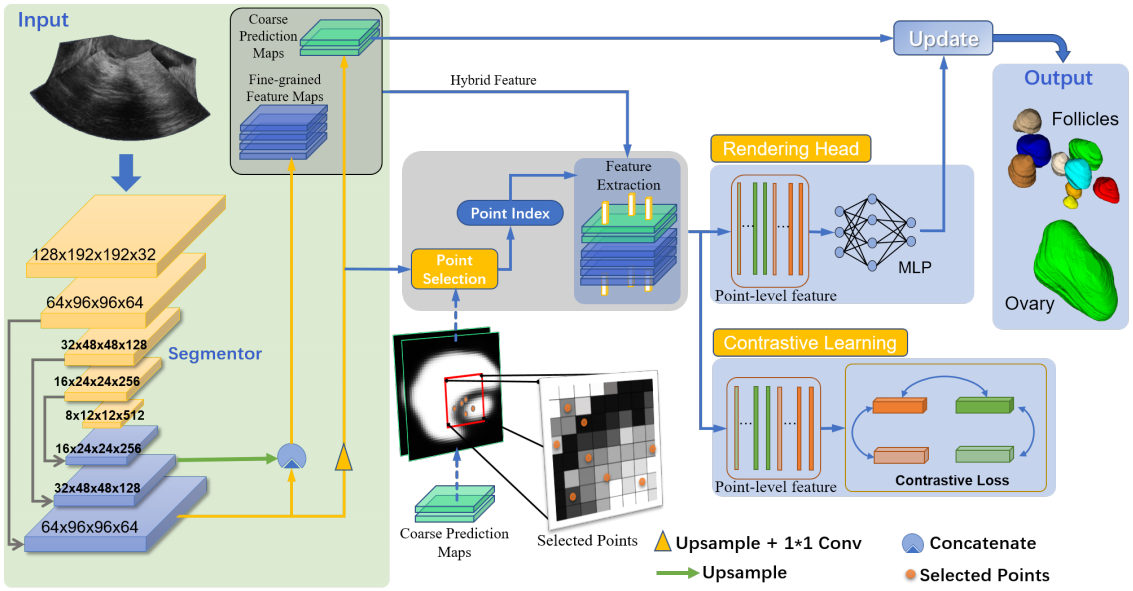 Input
Coarse
Prediction
Maps
Fine-grained
Feature Maps
128x192x192x32
64x96x96x64
32x48x48x128
Segmentor
16x24x24x256
8x12x12x512
16x24x24x256
32x48x48x128
64x96x96x64
Hybrid Feature
Feature
Extraction
Point Index
Point
Selection
Coarse Prediction
Maps
Selected Points
Rendering Head
...
...
Point-level feature
MLP
Contrastive Learning
...
...
Point-level feature
Contrastive Loss
Update
Output
Follicles
Ovary
Upsample + 1*1 Conv
Concatenate
Upsample
Selected Points